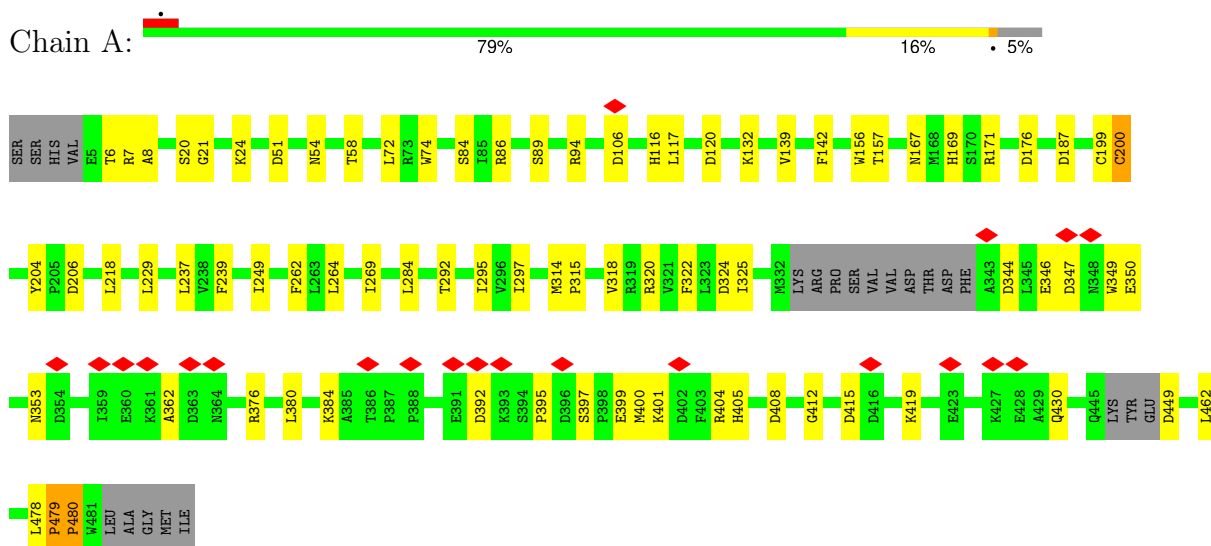 Chain A:
79% 16% • 5%
SER SER HIS VAL E5 T6 R7 A8 S20 G21 K24 D51 N54 T58 L72 R73 W74 S84 I85 R86 S89 R94 D106 H116 L117 D120 K132 V139 F142 W156 T157 N167 M168 H169 S170 R171 D176 D187 C199 C200
Y204 P205 D206 L218 L229 L237 V238 F239 I249 F262 L263 L264 I269 L284 T292 I295 V296 I297 M314 P315 V318 R319 R320 V321 F322 L323 D324 I325 M332 LYS ARG PRO SER VAL VAL ASP THR ASP PHE A343 D344 L345 E346 D347 N348 W349 E350
N353 D354 I359 E360 K361 A362 D363 N364 R376 L380 K384 A385 T386 P387 P388 E391 D392 K393 S394 P395 D396 S397 P398 E399 M400 K401 D402 F403 R404 H405 D408 G412 D415 D416 K419 E423 K427 E428 A429 Q430 Q445 LYS TYR GLU D449 L462
L478 P479 P480 W481 LEU ALA GLY MET ILE